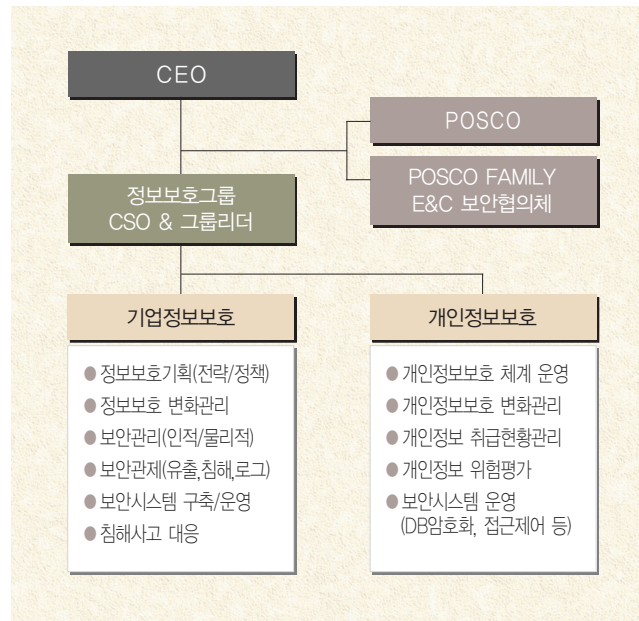 CEO
POSCO
POSCO FAMILY
E&C 보안협의체
정보보호그룹
CSO & 그룹리더
기업정보보호
● 정보보호기획(전략/정책)
● 정보보호 변화관리
● 보안관리(인적/물리적)
● 보안관제(유출,침해,로그)
● 보안시스템 구축/운영
● 침해사고 대응
개인정보보호
● 개인정보보호 체계 운영
● 개인정보보호 변화관리
● 개인정보 취급현황관리
● 개인정보 위험평가
● 보안시스템 운영
(DB암호화, 접근제어 등)